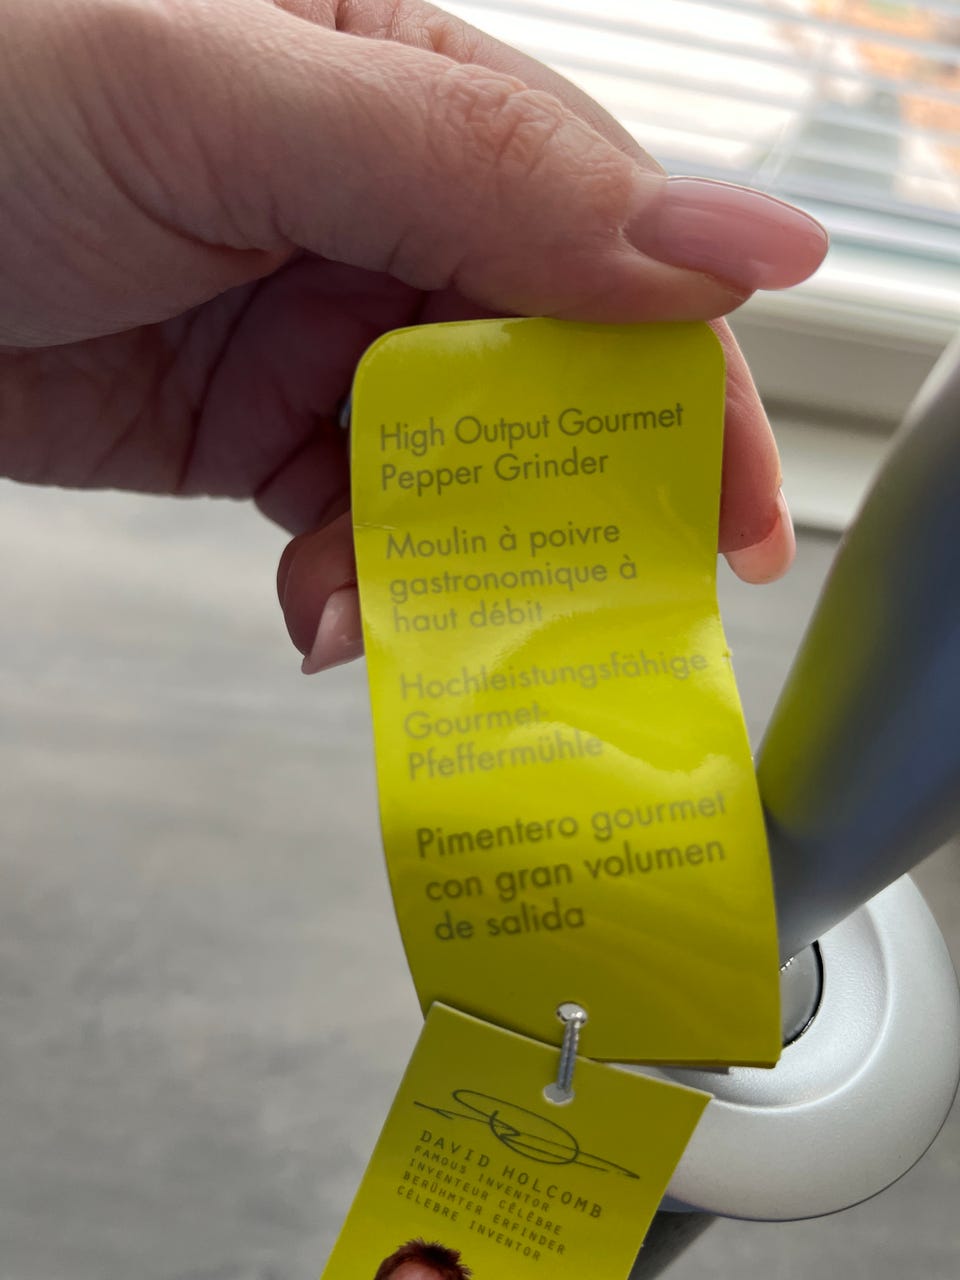 High Output Gourmet
Pepper Grinder
Moulin à poivre
gastronomique à
haut débit
Hochleistungsfähige
Gourmet-
Pfeffermühle
Pimentero gourmet
con gran volumen
de salida
DAVID HOLCOMB
FAMOUS INVENTOR
INVENTEUR CÉLÈBRE
BERÜHMTER ERFINDER
CÉLEBRE INVENTOR